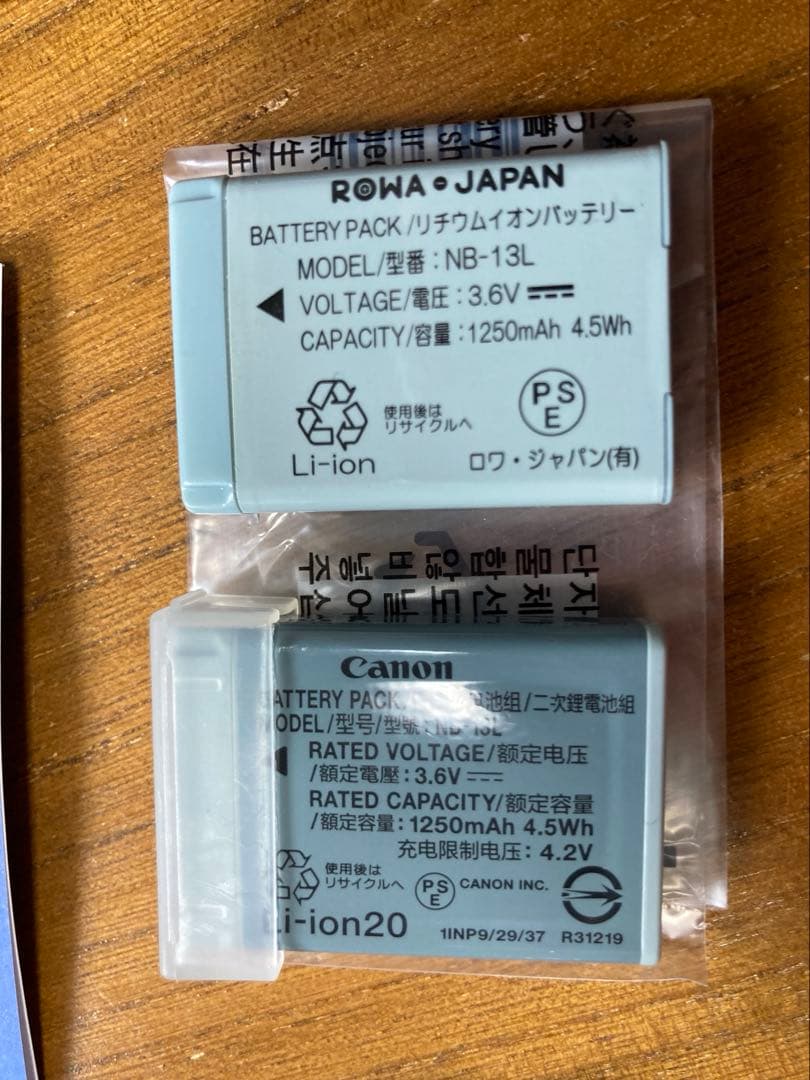 ROWA JAPAN
BATTERY PACK/リチウムイオンバッテリー
MODEL/型番:NB-13L
VOLTAGE/電圧:3.6V
CAPACITY/容量:1250mAh 4.5Wh
使用後は
リサイクルへ
Li-ion
PSE
ロワ・ジャパン(有)
Canon
BATTERY PACK/ 池组/二次鋰電池組
MODEL/型号/型號:NB-13L
RATED VOLTAGE/额定电压
/額定電壓:3.6V
RATED CAPACITY/额定容量
/額定容量:1250mAh 4.5Wh
充电限制电压:4.2V
使用後は
リサイクルへ
PSE
CANON INC.
Li-ion20
1INP9/29/37 R31219